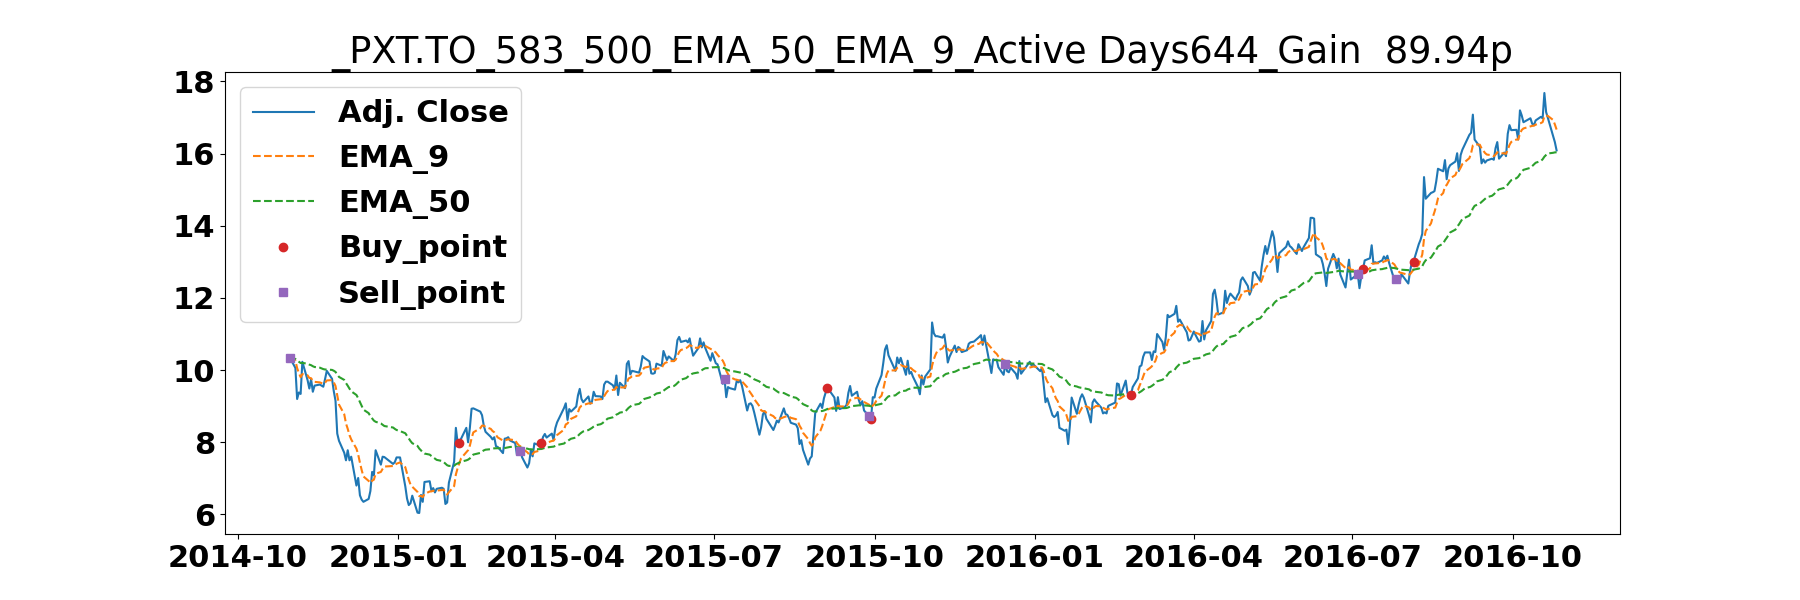 _PXT.TO_583_500_EMA_50_EMA_9_Active Days644_Gain  89.94p
18
16
14
12
10
8
6
Adj. Close
EMA_9
EMA_50
Buy_point
Sell_point
2014-10 2015-01 2015-04 2015-07 2015-10 2016-01 2016-04 2016-07 2016-10